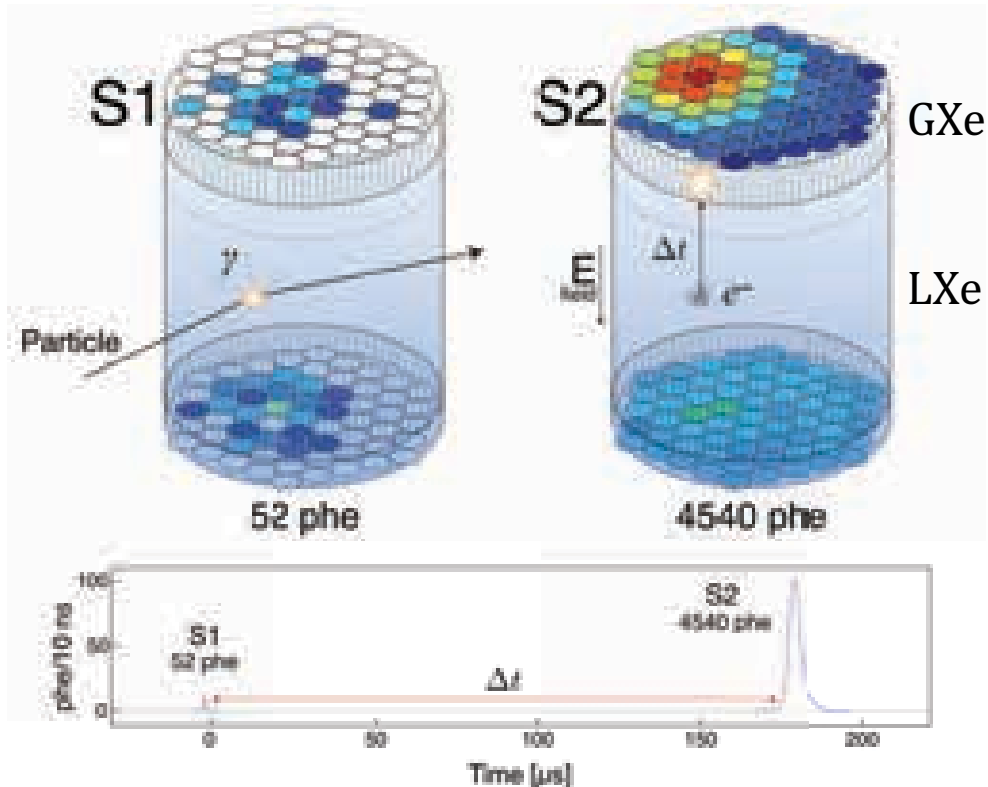 S1
S2
GXe
γ
Δt
e⁻
LXe
Particle
52 phe
4540 phe
phe/10 ns
100
50
0
S1
52 phe
S2
4540 phe
Δt
0
50
100
150
200
Time [µs]